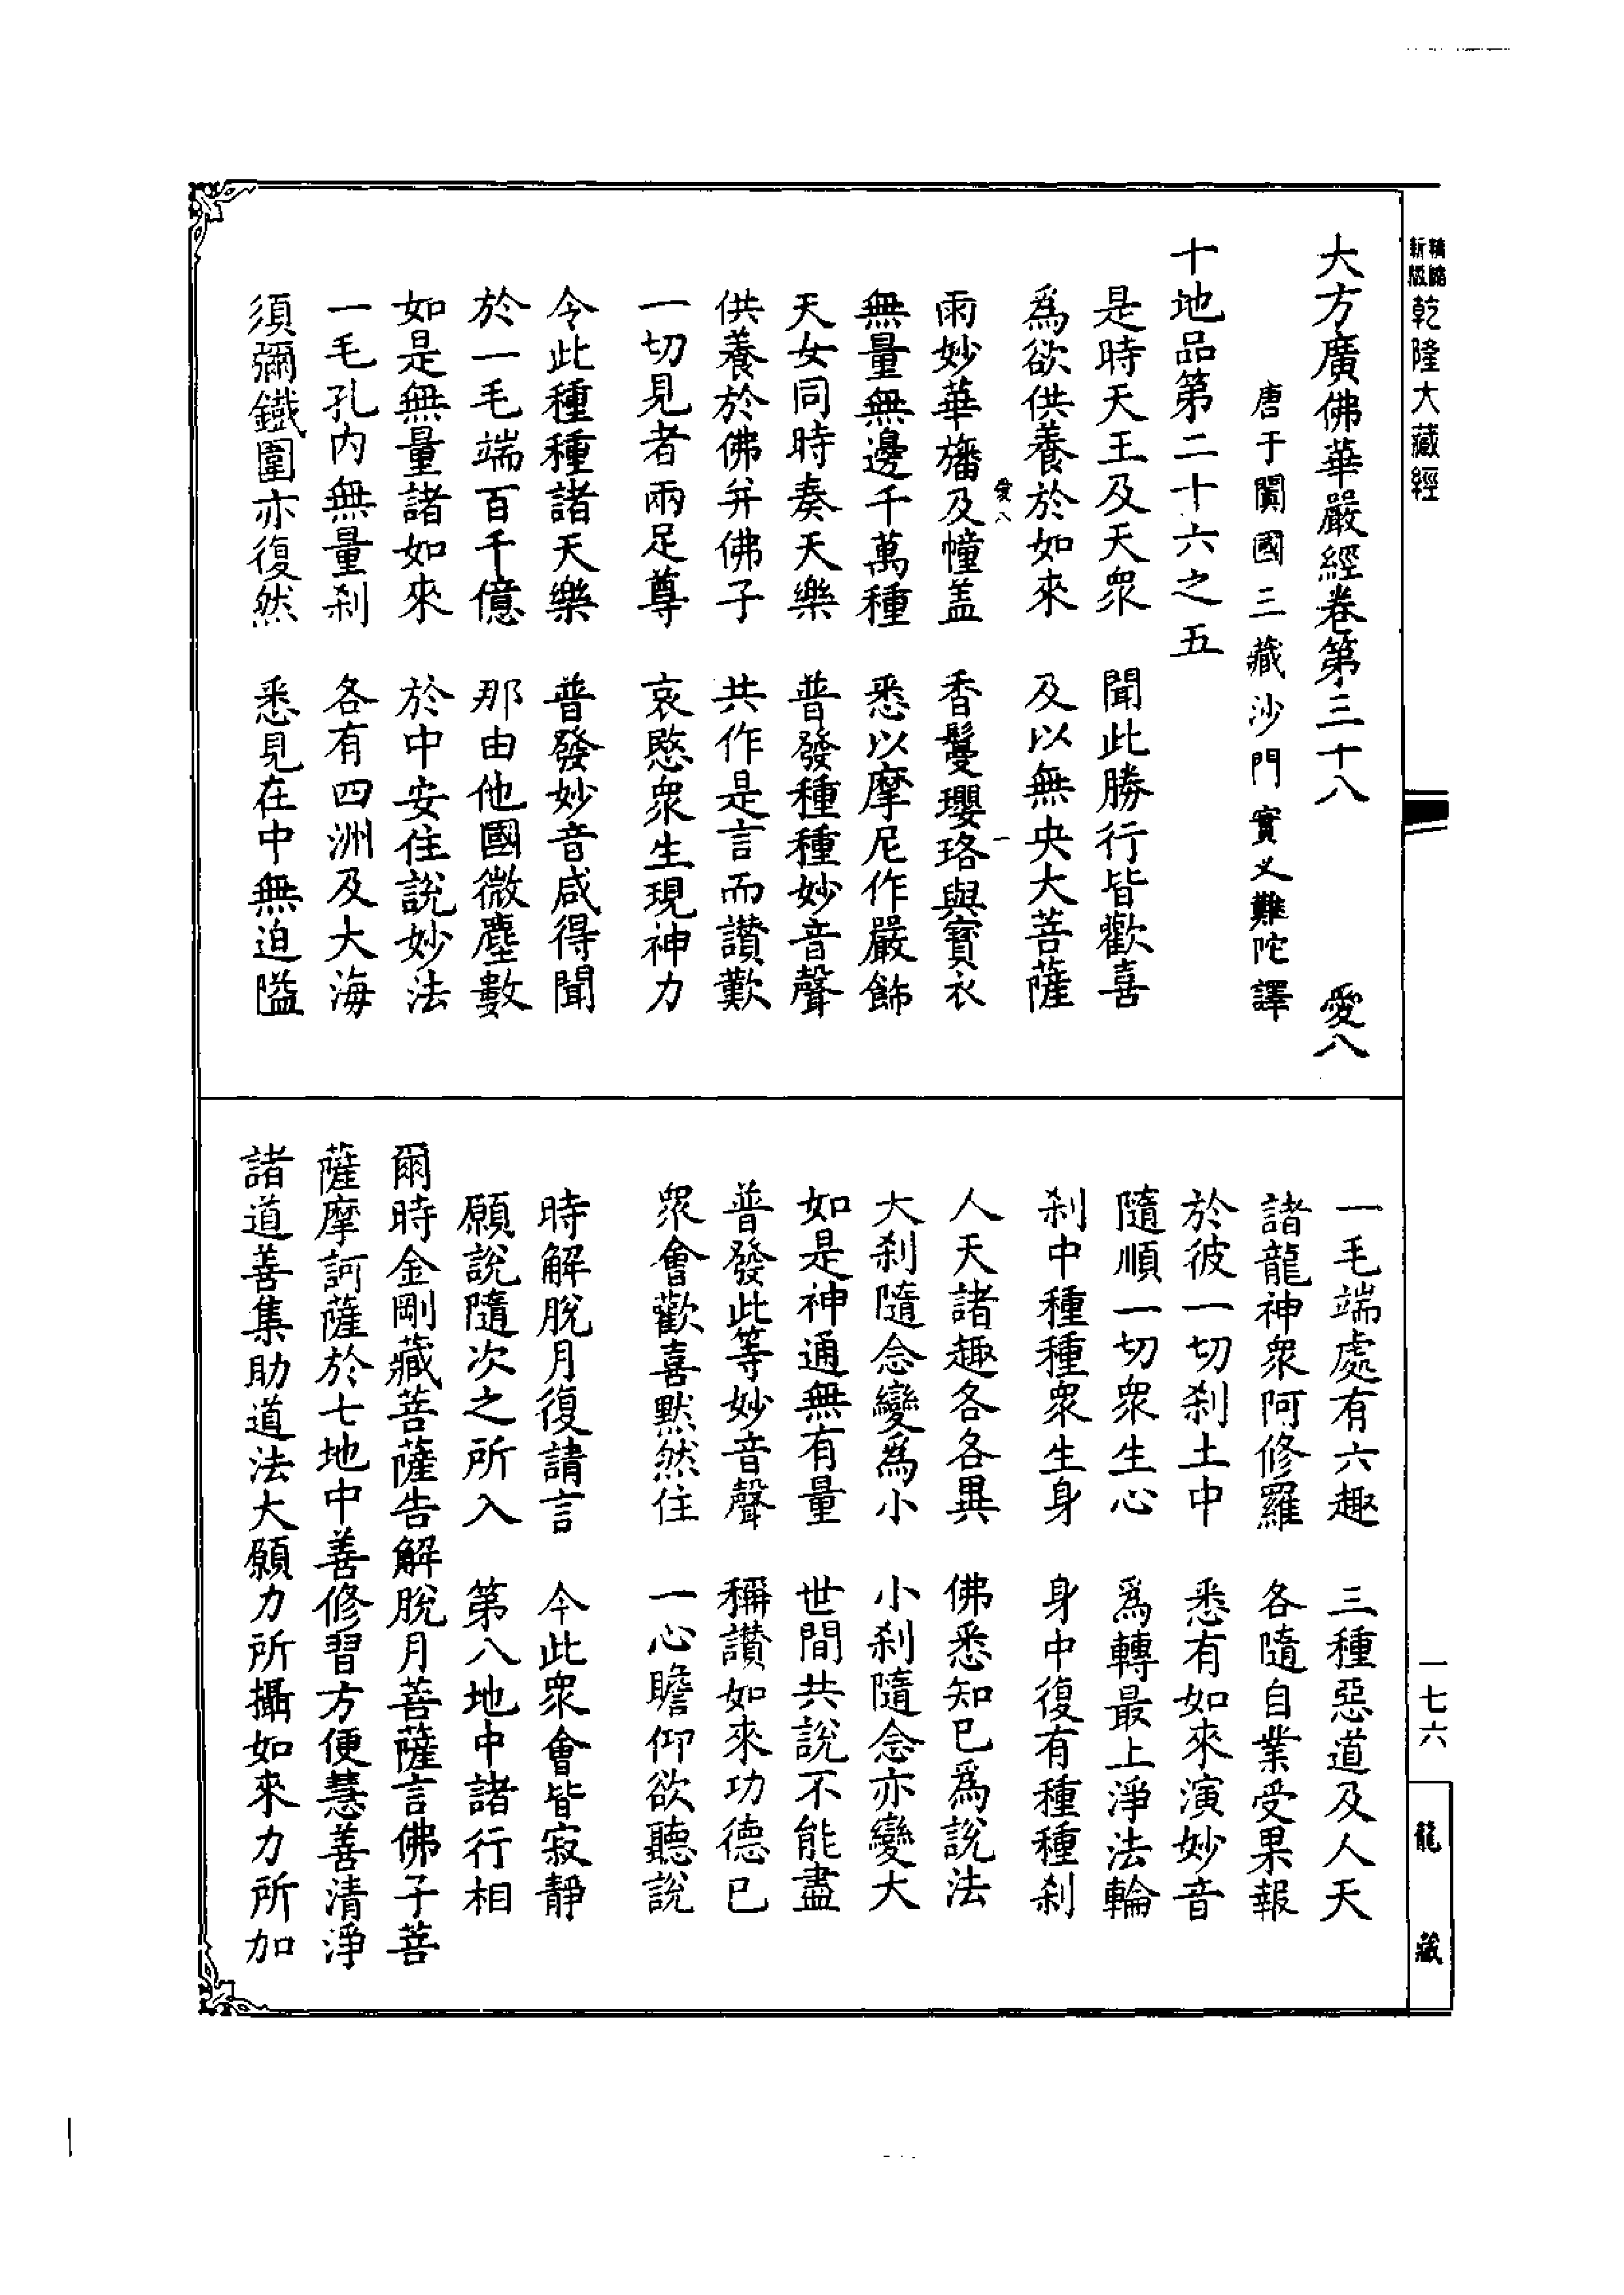 大方廣佛華嚴經卷第三十八 愛八
唐于闐國三藏沙門實叉難陀譯
十地品第二十六之五
是時天王及天衆 聞此勝行皆歡喜
爲欲供養於如來 及以無央大菩薩
愛八 一
雨妙華旛及幢盖 香鬘瓔珞與寳衣
無量無邊千萬種 悉以摩尼作嚴飾
天女同時奏天樂 普發種種妙音聲
供養於佛并佛子 共作是言而讃歎
一切見者兩足尊 哀愍衆生現神力
令此種種諸天樂 普發妙音咸得聞
於一毛端百千億 那由他國微塵數
如是無量諸如來 於中安住說妙法
一毛孔內無量刹 各有四洲及大海
須彌鐵圍亦復然 悉見在中無迫隘
一毛端處有六趣 三種惡道及人天
諸龍神衆阿修羅 各隨自業受果報
於彼一切刹土中 悉有如來演妙音
隨順一切衆生心 爲轉最上淨法輪
刹中種種衆生身 身中復有種種刹
人天諸趣各各異 佛悉知已爲說法
大刹隨念變爲小 小刹隨念亦變大
如是神通無有量 世間共說不能盡
普發此等妙音聲 稱讃如來功德已
衆會歡喜默然住 一心瞻仰欲聽說
時解脫月復請言 今此衆會皆寂靜
願說隨次之所入 第八地中諸行相
爾時金剛藏菩薩告解脫月菩薩言佛子菩
薩摩訶薩於七地中善修習方便慧善清淨
諸道善集助道法大願力所攝如來力所加
乾隆大藏經
一七六
龍藏